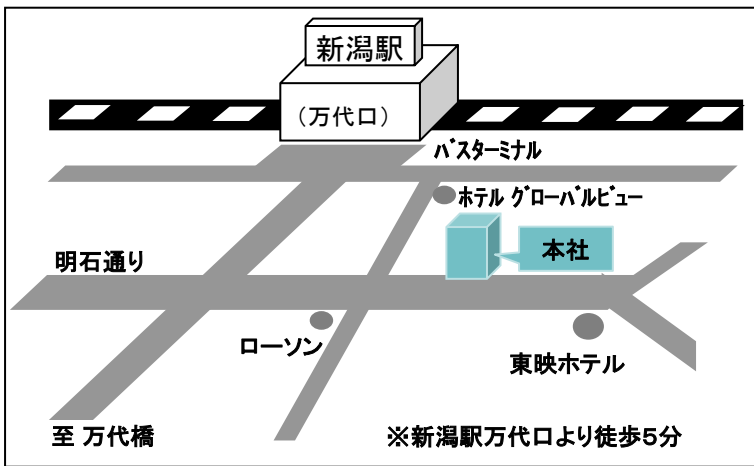 新潟駅
（万代口）
バスターミナル
ホテル グローバルビュー
明石通り
本社
ローソン
東映ホテル
至 万代橋
※新潟駅万代口より徒歩5分